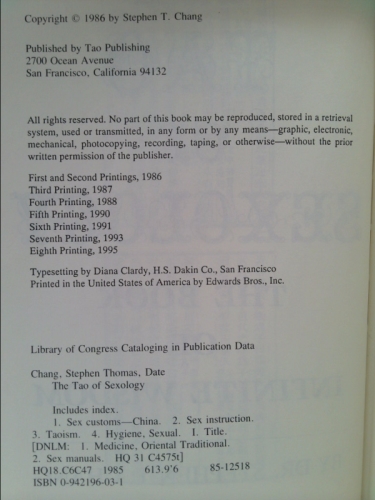 Copyright © 1986 by Stephen T. Chang
Published by Tao Publishing
2700 Ocean Avenue
San Francisco, California 94132
All rights reserved. No part of this book may be reproduced, stored in a retrieval
system, used or transmitted, in any form or by any means—graphic, electronic,
mechanical, photocopying, recording, taping, or otherwise—without the prior
written permission of the publisher.
First and Second Printings, 1986
Third Printing, 1987
Fourth Printing, 1988
Fifth Printing, 1990
Sixth Printing, 1991
Seventh Printing, 1993
Eighth Printing, 1995
Typesetting by Diana Clardy, H.S. Dakin Co., San Francisco
Printed in the United States of America by Edwards Bros., Inc.
Library of Congress Cataloging in Publication Data
Chang, Stephen Thomas, Date
The Tao of Sexology
Includes index.
1. Sex customs—China. 2. Sex instruction.
3. Taoism. 4. Hygiene, Sexual. I. Title.
[DNLM: 1. Medicine, Oriental Traditional.
2. Sex manuals. HQ 31 C4575t]
HQ18.C6C47 1985 613.9'6 85-12518
ISBN 0-942196-03-1